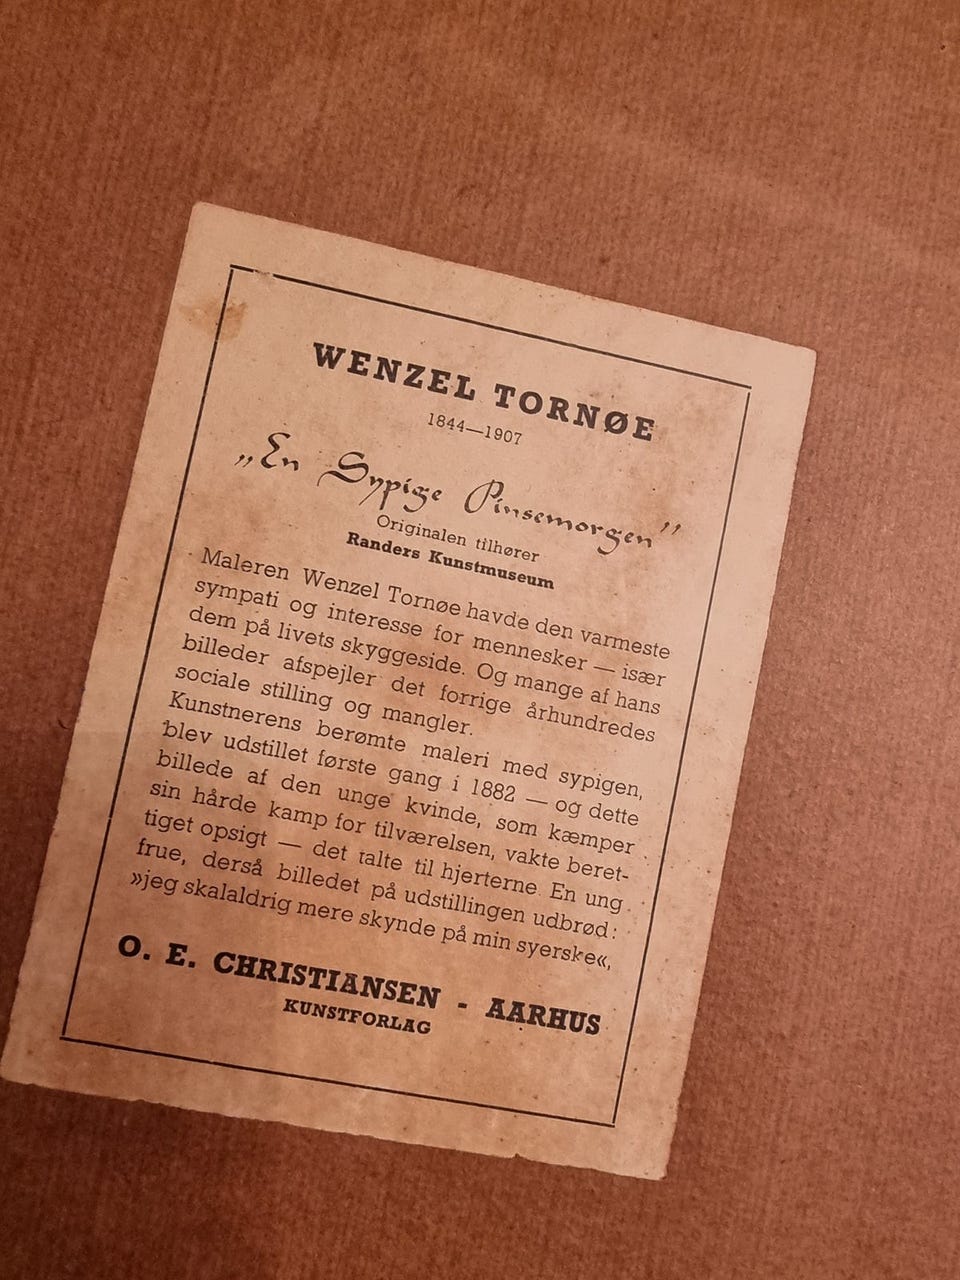 WENZEL TORNØE
1844—1907
„En Sypige Pinsemorgen”
Originalen tilhører
Randers Kunstmuseum
Maleren Wenzel Tornøe havde den varmeste
sympati og interesse for mennesker — især
dem på livets skyggeside. Og mange af hans
billeder afspejler det forrige århundredes
sociale stilling og mangler.
Kunstnerens berømte maleri med sypigen,
blev udstillet første gang i 1882 — og dette
billede af den unge kvinde, som kæmper
sin hårde kamp for tilværelsen, vakte beret-
tiget opsigt — det talte til hjerterne. En ung
frue, derså billedet på udstillingen udbrød:
»jeg skalaldrig mere skynde på min syerske«,
O. E. CHRISTIANSEN - AARHUS
KUNSTFORLAG